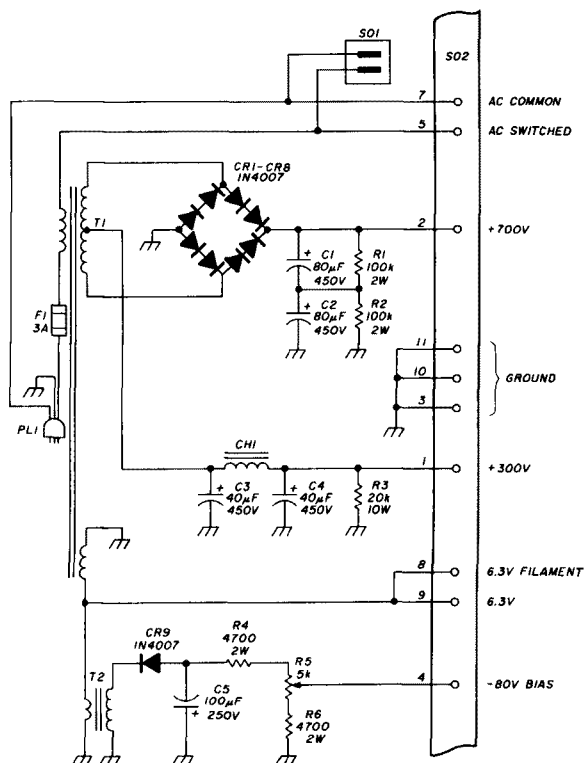 SO1
SO2
7
AC COMMON
5
AC SWITCHED
CR1-CR8
1N4007
T1
2
+700V
+
C1
80µF
450V
R1
100k
2W
+
C2
80µF
450V
R2
100k
2W
F1
3A
11
10
3
GROUND
PL1
CH1
1
+300V
+
C3
40µF
450V
+
C4
40µF
450V
R3
20k
10W
8
6.3V FILAMENT
9
6.3V
CR9
1N4007
R4
4700
2W
R5
5k
T2
4
-80V BIAS
C5
100µF
+ 250V
R6
4700
2W